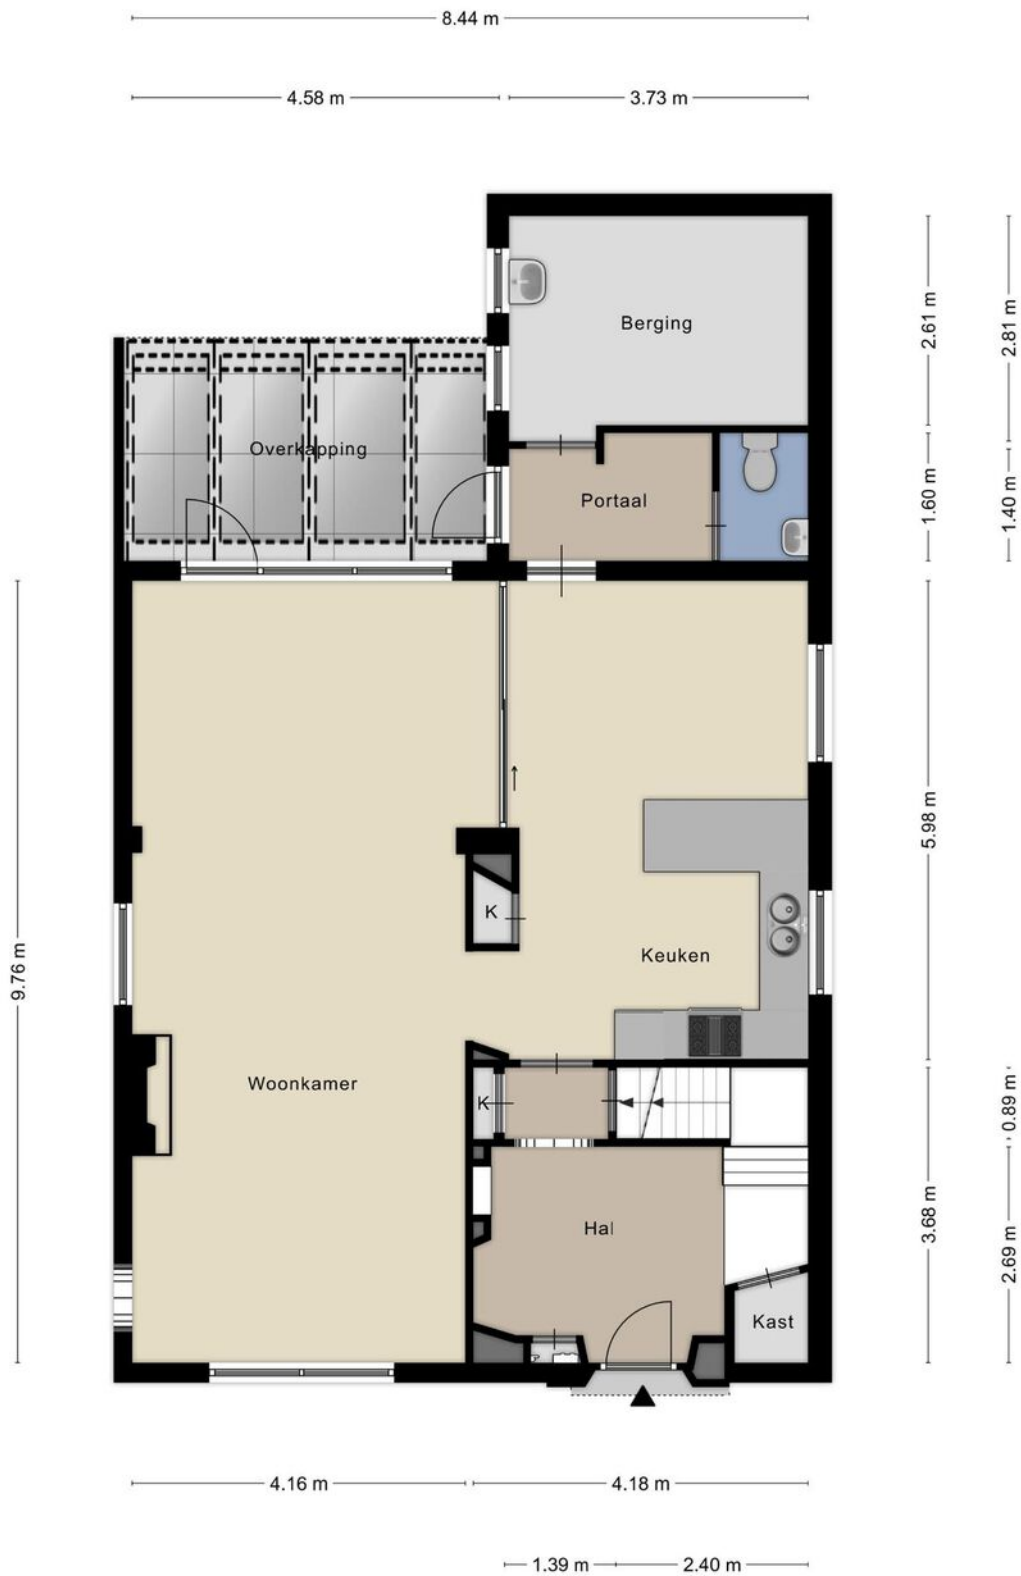 8.44 m
4.58 m
3.73 m
2.61 m
2.81 m
Berging
Overkapping
Portaal
1.60 m
1.40 m
5.98 m
K
Keuken
9.76 m
Woonkamer
K
0.89 m
Hal
3.68 m
2.69 m
Kast
4.16 m
4.18 m
1.39 m
2.40 m